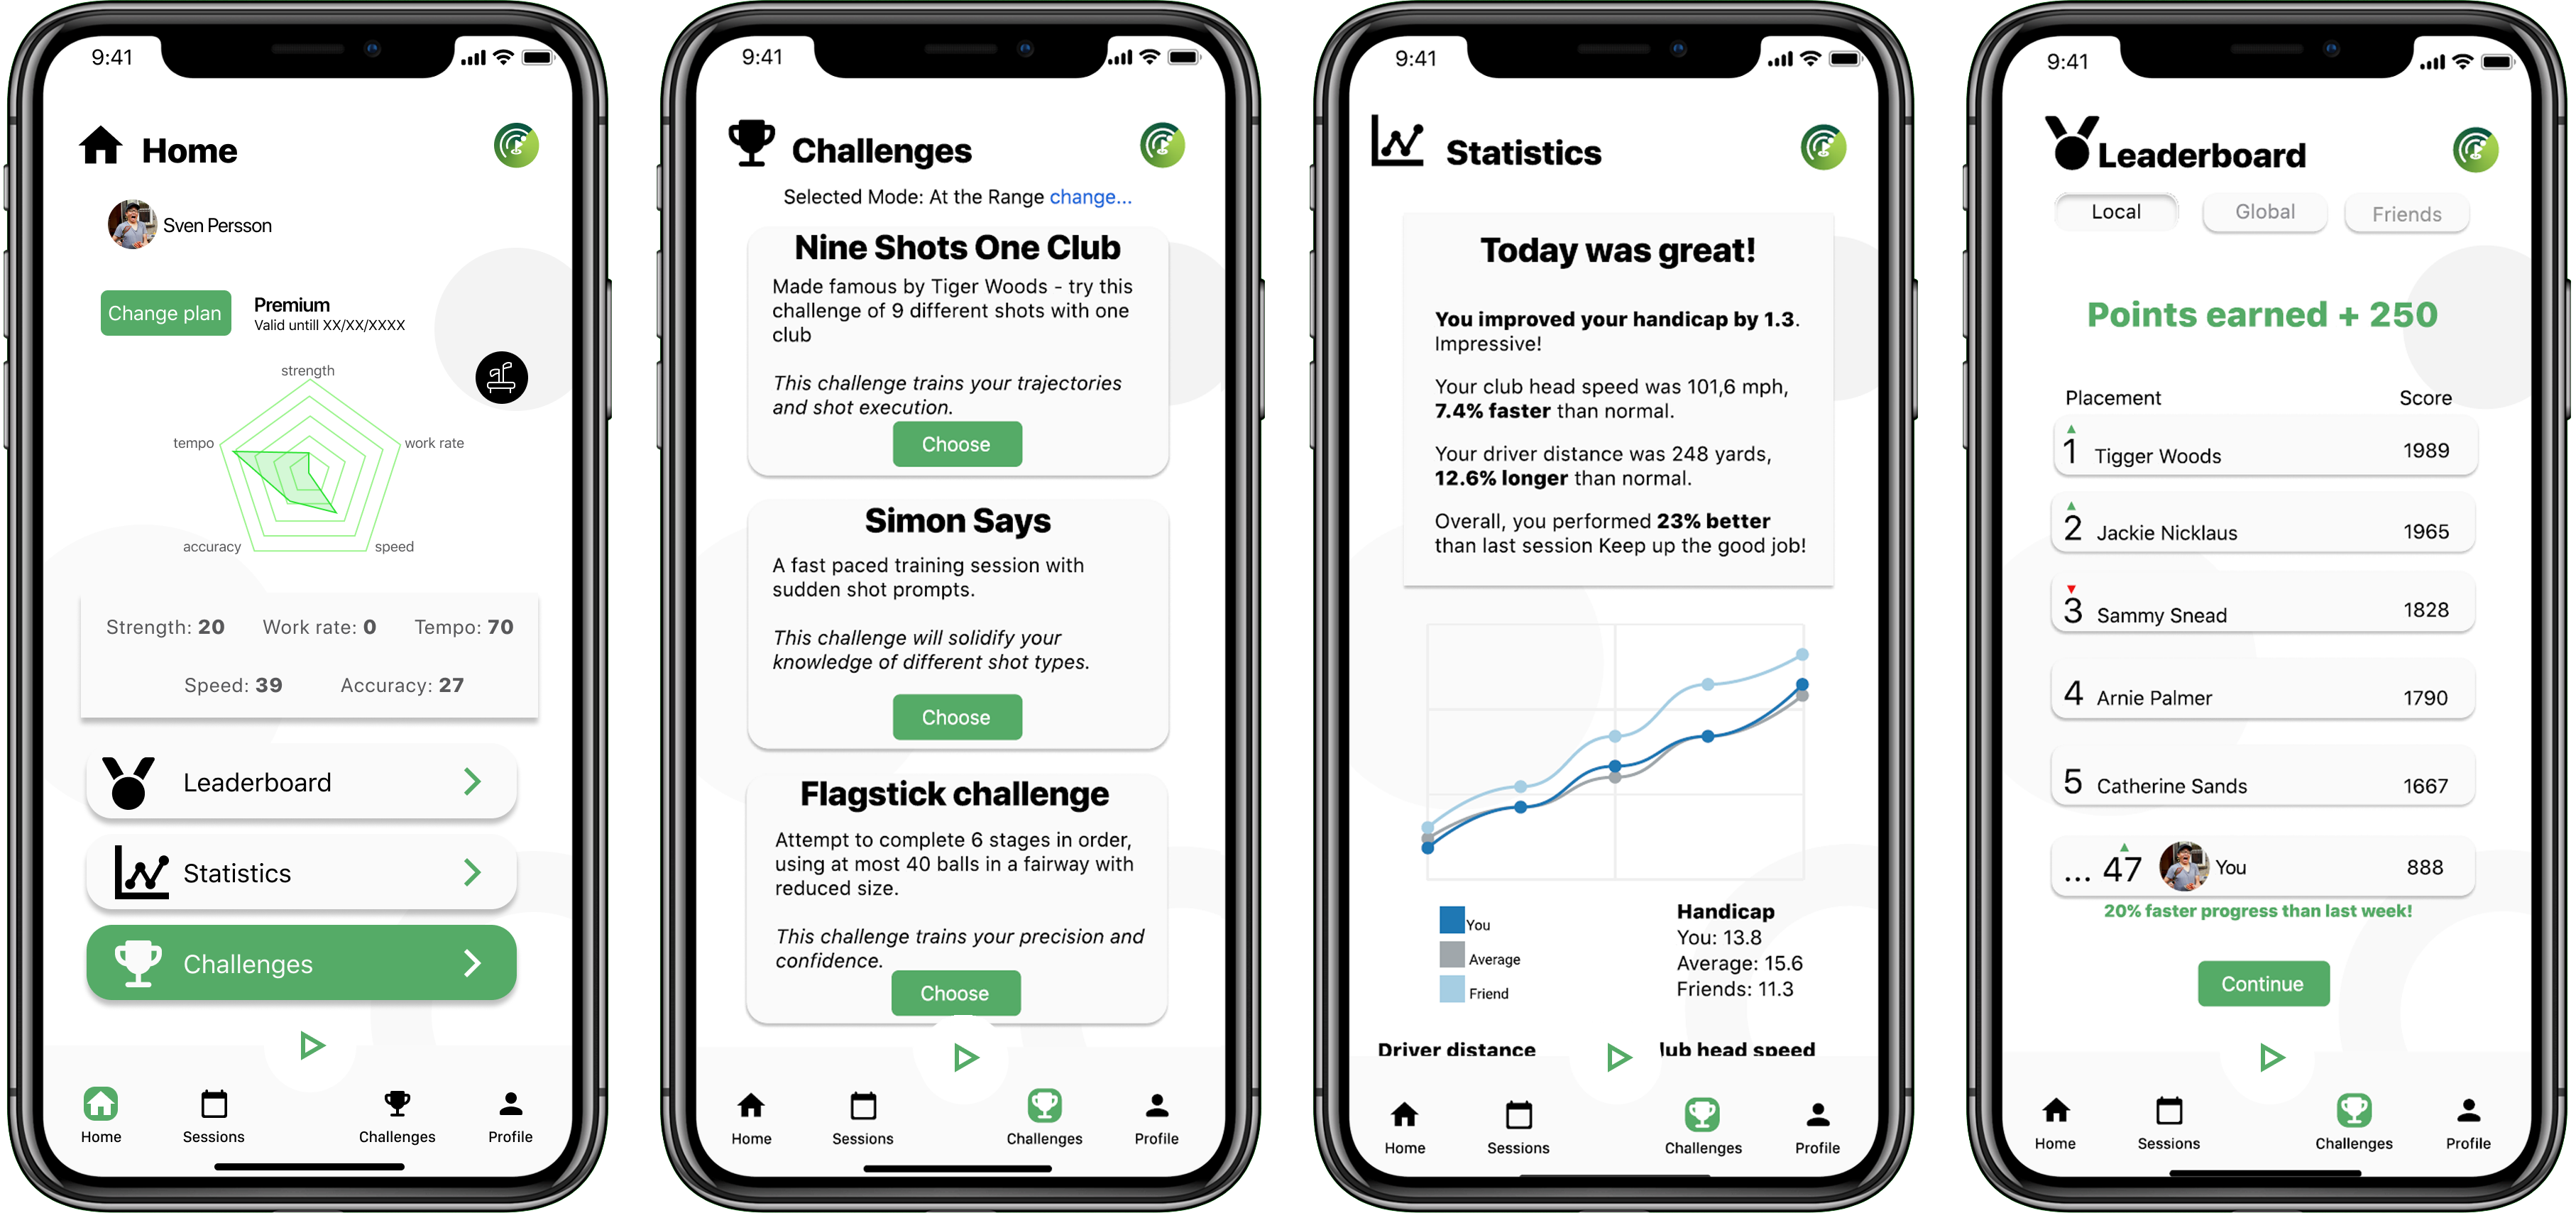 9:41
Home
Sven Persson
Change plan
Premium
Valid untill XX/XX/XXXX
strength
tempo
work rate
accuracy
speed
Strength: 20 Work rate: 0 Tempo: 70
Speed: 39 Accuracy: 27
Leaderboard
Statistics
Challenges
Home Sessions Challenges Profile
9:41
Challenges
Selected Mode: At the Range change...
Nine Shots One Club
Made famous by Tiger Woods - try this
challenge of 9 different shots with one
club
This challenge trains your trajectories
and shot execution.
Choose
Simon Says
A fast paced training session with
sudden shot prompts.
This challenge will solidify your
knowledge of different shot types.
Choose
Flagstick challenge
Attempt to complete 6 stages in order,
using at most 40 balls in a fairway with
reduced size.
This challenge trains your precision and
confidence.
Choose
Home Sessions Challenges Profile
9:41
Statistics
Today was great!
You improved your handicap by 1.3.
Impressive!
Your club head speed was 101,6 mph,
7.4% faster than normal.
Your driver distance was 248 yards,
12.6% longer than normal.
Overall, you performed 23% better
than last session Keep up the good job!
You
Average
Friend
Handicap
You: 13.8
Average: 15.6
Friends: 11.3
Driver distance
lub head speed
Home Sessions Challenges Profile
9:41
Leaderboard
Local Global Friends
Points earned + 250
Placement Score
1 Tigger Woods 1989
2 Jackie Nicklaus 1965
3 Sammy Snead 1828
4 Arnie Palmer 1790
5 Catherine Sands 1667
... 47 You 888
20% faster progress than last week!
Continue
Home Sessions Challenges Profile